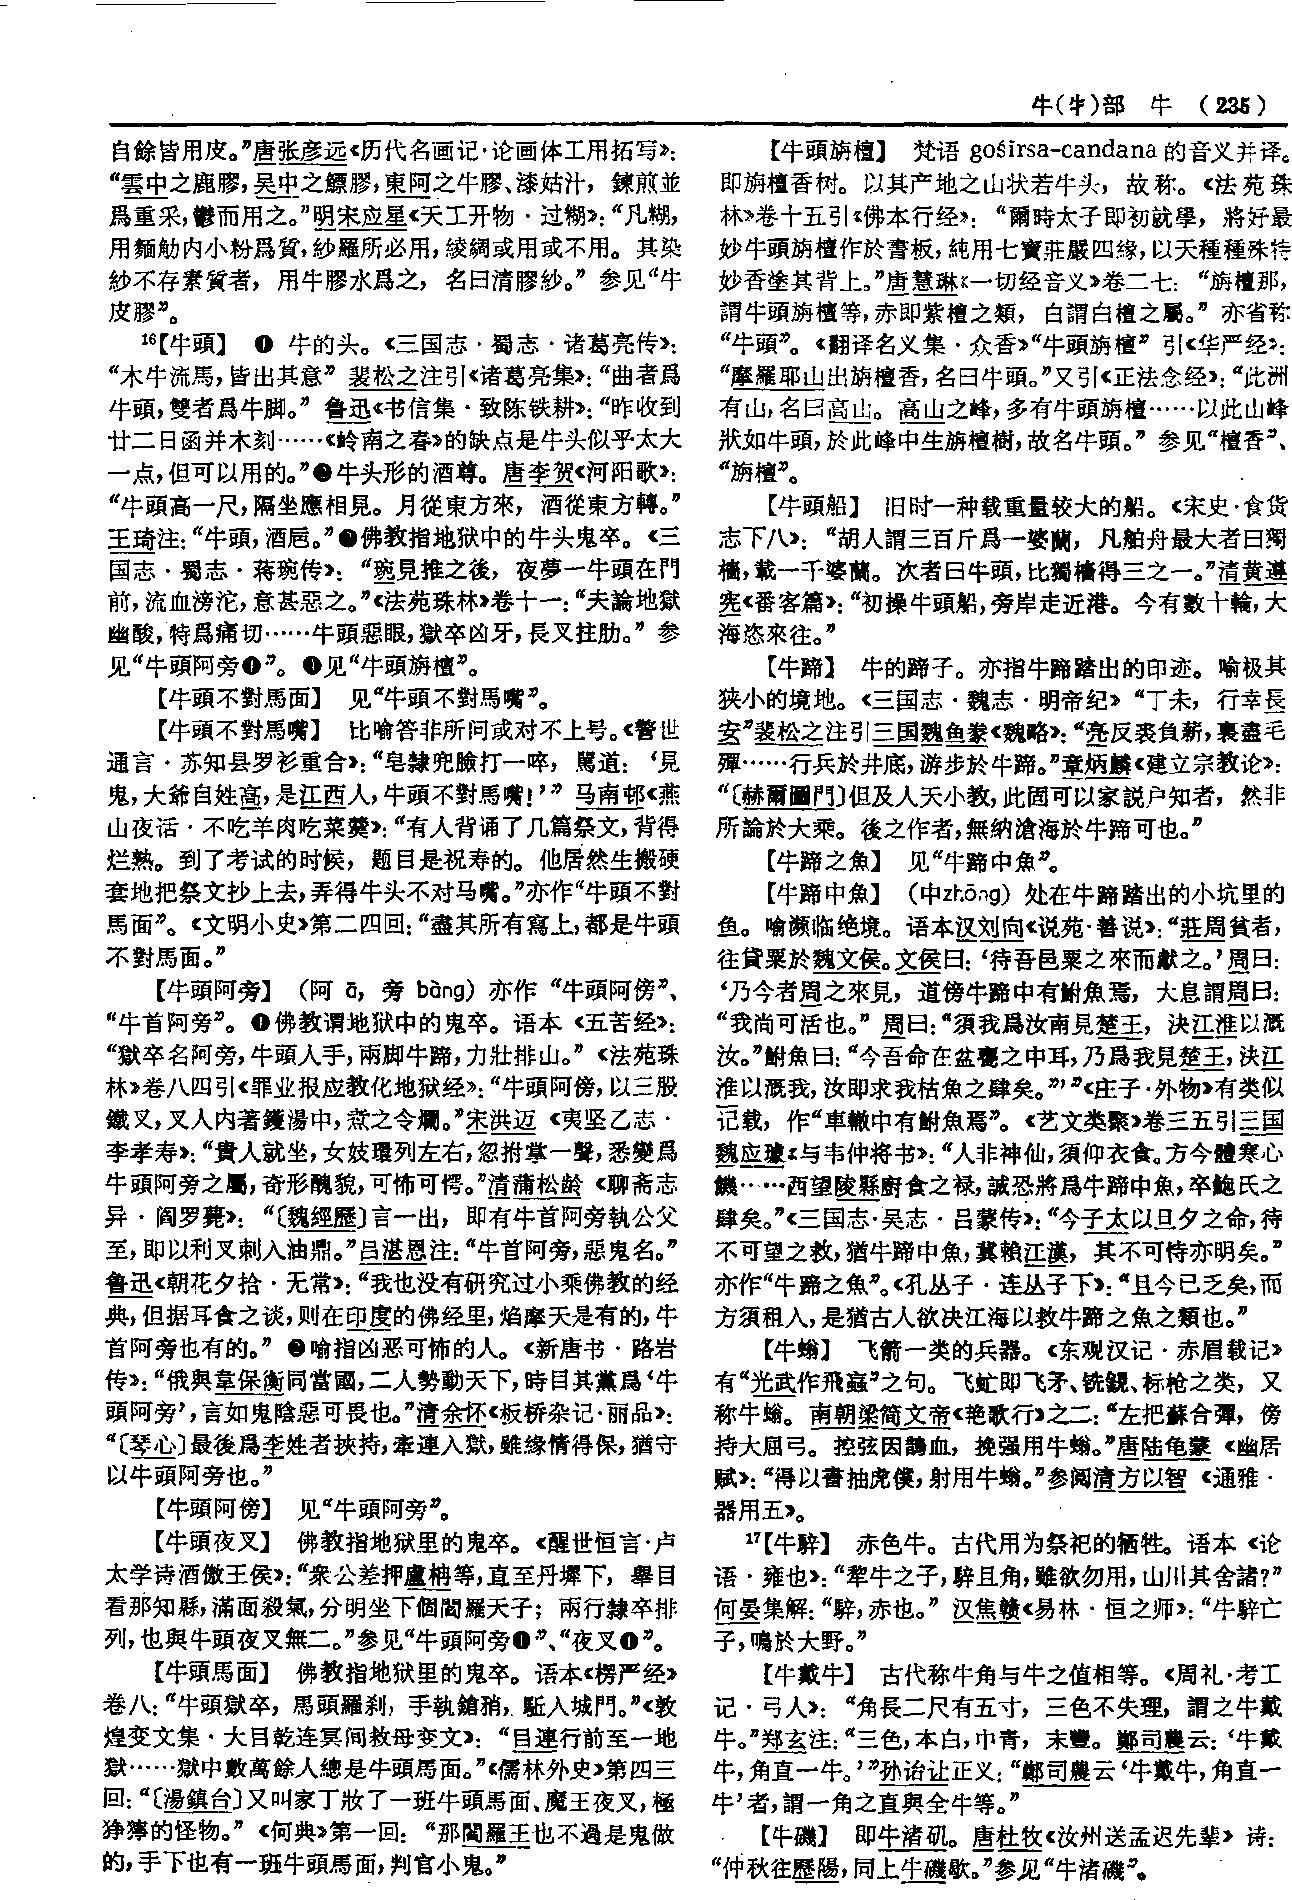 牛(牜)部　牛　(235)
自餘皆用皮。”唐张彦远《历代名画记·论画体工用拓写》：
“雲中之鹿膠，吴中之鰾膠，東阿之牛膠、漆姑汁，鍊煎並
爲重采，鬱而用之。”明宋应星《天工开物·过糊》：“凡糊，
用麵觔内小粉爲質，紗羅所必用，綾綢或用或不用。其染
紗不存素質者，用牛膠水爲之，名曰清膠紗。”参见“牛
皮膠”。
16【牛頭】　❶ 牛的头。《三国志·蜀志·诸葛亮传》：
“木牛流馬，皆出其意”裴松之注引《诸葛亮集》：“曲者爲
牛頭，雙者爲牛脚。”鲁迅《书信集·致陈铁耕》：“昨收到
廿二日函并木刻……《岭南之春》的缺点是牛头似乎太大
一点，但可以用的。”❷牛头形的酒尊。唐李贺《河阳歌》：
“牛頭高一尺，隔坐應相見。月從東方來，酒從東方轉。”
王琦注：“牛頭，酒卮。”❸佛教指地狱中的牛头鬼卒。《三
国志·蜀志·蒋琬传》：“琬見推之後，夜夢一牛頭在門
前，流血滂沱，意甚惡之。”《法苑珠林》卷十一：“夫論地獄
幽酸，特爲痛切……牛頭惡眼，獄卒凶牙，長叉拄肋。”参
见“牛頭阿旁❶”。❹见“牛頭旃檀”。
【牛頭不對馬面】　见“牛頭不對馬嘴”。
【牛頭不對馬嘴】　比喻答非所问或对不上号。《警世
通言·苏知县罗衫重合》：“皂隸兜臉打一啐，罵道：‘見
鬼，大爺自姓高，是江西人，牛頭不對馬嘴！’”马南邨《燕
山夜话·不吃羊肉吃菜羹》：“有人背诵了几篇祭文，背得
烂熟。到了考试的时候，题目是祝寿的。他居然生搬硬
套地把祭文抄上去，弄得牛头不对马嘴。”亦作“牛頭不對
馬面”。《文明小史》第二四回：“盡其所有寫上，都是牛頭
不對馬面。”
【牛頭阿旁】　（阿 ā，旁 bàng）亦作“牛頭阿傍”、
“牛首阿旁”。❶佛教谓地狱中的鬼卒。语本《五苦经》：
“獄卒名阿旁，牛頭人手，兩脚牛蹄，力壯排山。”《法苑珠
林》卷八四引《罪业报应教化地狱经》：“牛頭阿傍，以三股
鐵叉，叉人内著鑊湯中，煮之令爛。”宋洪迈《夷坚乙志·
李孝寿》：“貴人就坐，女妓環列左右，忽拊掌一聲，悉變爲
牛頭阿旁之屬，奇形醜貌，可怖可愕。”清蒲松龄《聊斋志
异·阎罗薨》：“〔魏經歷〕言一出，即有牛首阿旁執公父
至，即以利叉刺入油鼎。”吕湛恩注：“牛首阿旁，惡鬼名。”
鲁迅《朝花夕拾·无常》：“我也没有研究过小乘佛教的经
典，但据耳食之谈，则在印度的佛经里，焰摩天是有的，牛
首阿旁也有的。”❷喻指凶恶可怖的人。《新唐书·路岩
传》：“俄與韋保衡同當國，二人勢動天下，時目其黨爲‘牛
頭阿旁’，言如鬼陰惡可畏也。”清余怀《板桥杂记·丽品》：
“〔琴心〕最後爲李姓者挾持，牽連入獄，雖緣情得保，猶守
以牛頭阿旁也。”
【牛頭阿傍】　见“牛頭阿旁”。
【牛頭夜叉】　佛教指地狱里的鬼卒。《醒世恒言·卢
太学诗酒傲王侯》：“衆公差押盧柟等，直至丹墀下，舉目
看那知縣，滿面殺氣，分明坐下個閻羅天子；兩行隸卒排
列，也與牛頭夜叉無二。”参见“牛頭阿旁❶”、“夜叉❶”。
【牛頭馬面】　佛教指地狱里的鬼卒。语本《楞严经》
卷八：“牛頭獄卒，馬頭羅刹，手執鎗矟，駈入城門。”《敦
煌变文集·大目乾连冥间救母变文》：“目連行前至一地
獄……獄中數萬餘人總是牛頭馬面。”《儒林外史》第四三
回：“〔湯鎮台〕又叫家丁妝了一班牛頭馬面、魔王夜叉，極
猙獰的怪物。”《何典》第一回：“那閻羅王也不過是鬼做
的，手下也有一班牛頭馬面，判官小鬼。”
【牛頭旃檀】　梵语 gośirsa-candana 的音义并译。
即旃檀香树。以其产地之山状若牛头，故称。《法苑珠
林》卷十五引《佛本行经》：“爾時太子即初就學，將好最
妙牛頭旃檀作於書板，純用七寶莊嚴四緣，以天種種殊特
妙香塗其背上。”唐慧琳《一切经音义》卷二七：“旃檀那，
謂牛頭旃檀等，赤即紫檀之類，白謂白檀之屬。”亦省称
“牛頭”。《翻译名义集·众香》“牛頭旃檀”引《华严经》：
“摩羅耶山出旃檀香，名曰牛頭。”又引《正法念经》：“此洲
有山，名曰高山。高山之峰，多有牛頭旃檀……以此山峰
狀如牛頭，於此峰中生旃檀樹，故名牛頭。”参见“檀香”、
“旃檀”。
【牛頭船】　旧时一种载重量较大的船。《宋史·食货
志下八》：“胡人謂三百斤爲一婆蘭，凡舶舟最大者曰獨
檣，載一千婆蘭。次者曰牛頭，比獨檣得三之一。”清黄遵
宪《番客篇》：“初操牛頭船，旁岸走近港。今有數十輪，大
海恣來往。”
【牛蹄】　牛的蹄子。亦指牛蹄踏出的印迹。喻极其
狭小的境地。《三国志·魏志·明帝纪》“丁未，行幸長
安”裴松之注引三国魏鱼豢《魏略》：“亮反裘負薪，裏盡毛
殫……行兵於井底，游步於牛蹄。”章炳麟《建立宗教论》：
“〔赫爾圖門〕但及人天小教，此固可以家説户知者，然非
所論於大乘。後之作者，無納滄海於牛蹄可也。”
【牛蹄之魚】　见“牛蹄中魚”。
【牛蹄中魚】　（中zhōng）处在牛蹄踏出的小坑里的
鱼。喻濒临绝境。语本汉刘向《说苑·善说》：“莊周貧者，
往貸粟於魏文侯。文侯曰：‘待吾邑粟之來而獻之。’周曰：
‘乃今者周之來見，道傍牛蹄中有鮒魚焉，大息謂周曰：
“我尚可活也。”周曰：“須我爲汝南見楚王，決江淮以溉
汝。”鮒魚曰：“今吾命在盆甕之中耳，乃爲我見楚王，決江
淮以溉我，汝即求我枯魚之肆矣。”’”《庄子·外物》有类似
记载，作“車轍中有鮒魚焉”。《艺文类聚》卷三五引三国
魏应璩《与韦仲将书》：“人非神仙，須仰衣食。方今體寒心
饑……西望陵縣廚食之禄，誠恐將爲牛蹄中魚，卒鮑氏之
肆矣。”《三国志·吴志·吕蒙传》：“今子太以旦夕之命，待
不可望之救，猶牛蹄中魚，冀賴江漢，其不可恃亦明矣。”
亦作“牛蹄之魚”。《孔丛子·连丛子下》：“且今已乏矣，而
方須租入，是猶古人欲决江海以救牛蹄之魚之類也。”
【牛螉】　飞箭一类的兵器。《东观汉记·赤眉载记》
有“光武作飛蝱”之句。飞虻即飞矛、铣䚈、标枪之类，又
称牛螉。南朝梁简文帝《艳歌行》之二：“左把蘇合彈，傍
持大屈弓。控弦因鵲血，挽强用牛螉。”唐陆龟蒙《幽居
赋》：“得以書抽虎僕，射用牛螉。”参阅清方以智《通雅·
器用五》。
17【牛騂】　赤色牛。古代用为祭祀的牺牲。语本《论
语·雍也》：“犂牛之子，騂且角，雖欲勿用，山川其舍諸？”
何晏集解：“騂，赤也。”汉焦赣《易林·恒之师》：“牛騂亡
子，鳴於大野。”
【牛戴牛】　古代称牛角与牛之值相等。《周礼·考工
记·弓人》：“角長二尺有五寸，三色不失理，謂之牛戴
牛。”郑玄注：“三色，本白，中青，末豐。鄭司農云：‘牛戴
牛，角直一牛。’”孙诒让正义：“鄭司農云‘牛戴牛，角直一
牛’者，謂一角之直與全牛等。”
【牛磯】　即牛渚矶。唐杜牧《汝州送孟迟先辈》诗：
“仲秋往歷陽，同上牛磯歇。”参见“牛渚磯”。